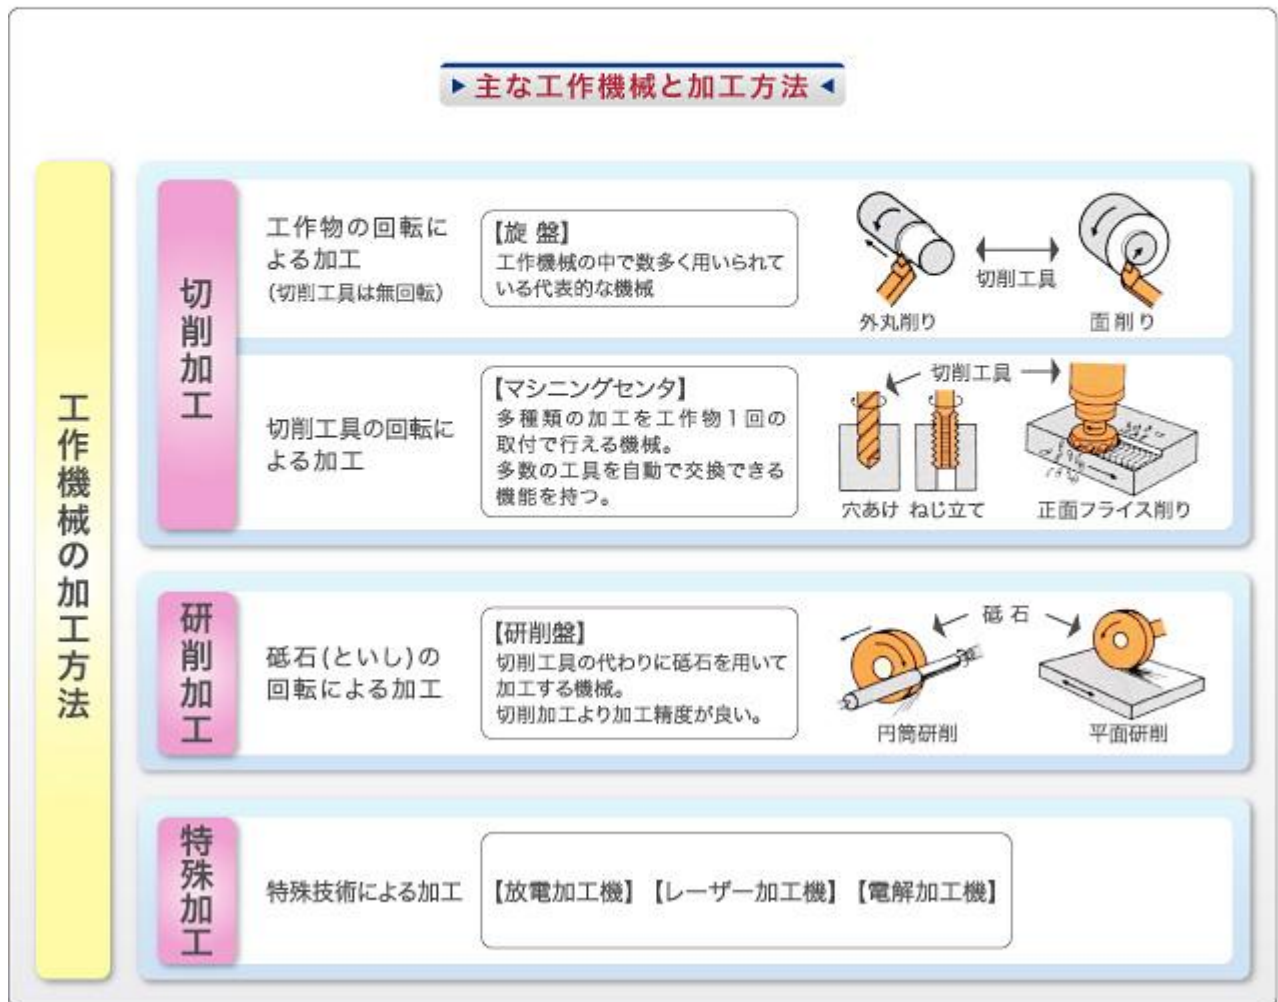 主な工作機械と加工方法
工作機械の加工方法
切削加工
工作物の回転に
よる加工
(切削工具は無回転)
【旋 盤】
工作機械の中で数多く用いられて
いる代表的な機械
切削工具
外丸削り
面削り
切削工具の回転に
よる加工
【マシニングセンタ】
多種類の加工を工作物1回の
取付で行える機械。
多数の工具を自動で交換できる
機能を持つ。
切削工具
穴あけ
ねじ立て
正面フライス削り
研削加工
砥石(といし)の
回転による加工
【研削盤】
切削工具の代わりに砥石を用いて
加工する機械。
切削加工より加工精度が良い。
砥石
円筒研削
平面研削
特殊加工
特殊技術による加工
【放電加工機】【レーザー加工機】【電解加工機】